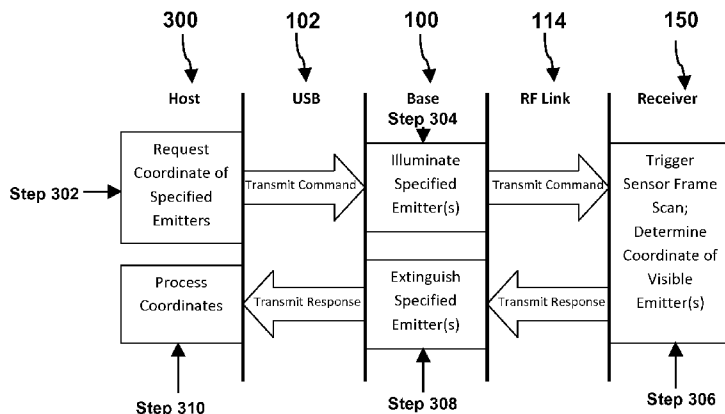 300
102
100
114
150
Host
USB
Base
RF Link
Receiver
Step 304
Step 302
Request
Coordinate of
Specified
Emitters
Transmit Command
Illuminate
Specified
Emitter(s)
Transmit Command
Trigger
Sensor Frame
Scan;
Determine
Coordinate of
Visible
Emitter(s)
Process
Coordinates
Transmit Response
Extinguish
Specified
Emitter(s)
Transmit Response
Step 310
Step 308
Step 306